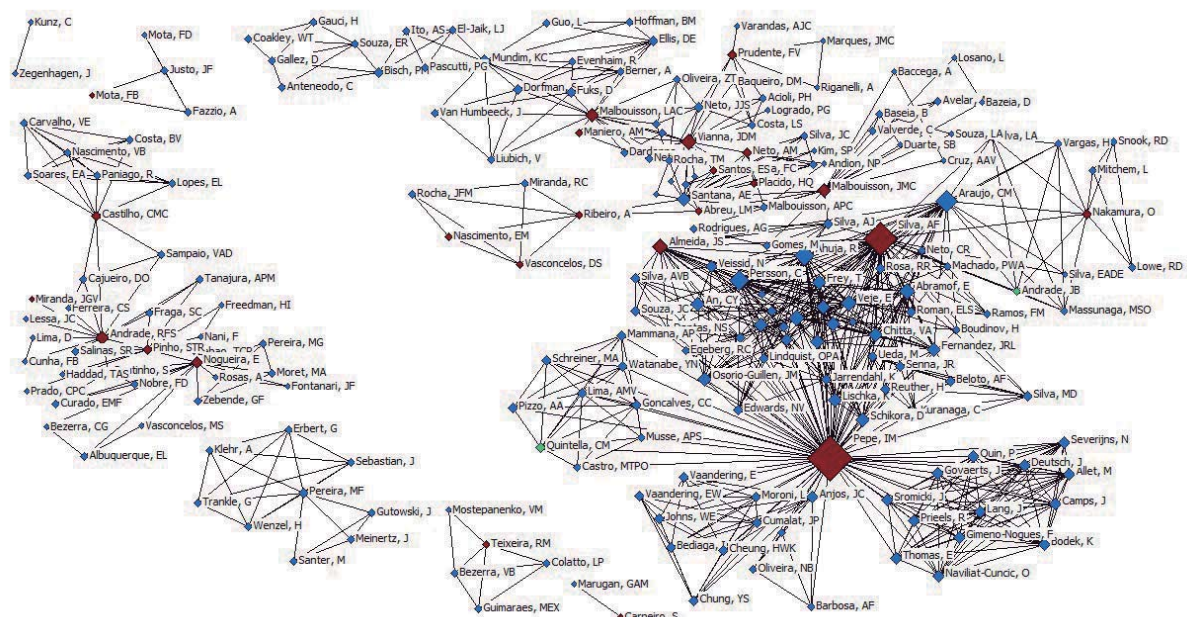 Kunz, C
Zegenhagen, J
Mota, FD
Justo, JF
Mota, FB
Fazzio, A
Gauci, H
Coakley, WT
Souza, ER
Gallez, D
Bisch, PM
Anteneodo, C
Ito, AS
El-Jaik, LJ
Pascutti, PG
Mundim, KC
Guo, L
Hoffman, BM
Ellis, DE
Evenhaim, R
Berner, A
Dorfman, S
Fuks, D
Van Humbeeck, J
Malbouisson, LAC
Liubich, V
Maniero, AM
Varandas, AJC
Prudente, FV
Marques, JMC
Oliveira, ZT
Baqueiro, DM
Riganelli, A
Neto, JJS
Acioli, PH
Logrado, PG
Vianna, JDM
Costa, LS
Silva, JC
Rocha, TM
Neto, AM
Kim, SP
Andion, NP
Placido, HQ
Santana, AE
Abreu, LM
Malbouisson, JMC
Malbouisson, APC
Losano, L
Baccega, A
Avelar,
Bazeia, D
Baseia, B
Valverde, C
Duarte, SB
Souza, LA
Cruz, AAV
Vargas, H
Snook, RD
Mitchem, L
Araujo, CM
Nakamura, O
Carvalho, VE
Costa, BV
Nascimento, VB
Soares, EA
Paniago, R
Lopes, EL
Castilho, CMC
Sampaio, VAD
Cajueiro, DO
Rocha, JFM
Miranda, RC
Ribeiro, A
Nascimento, EM
Vasconcelos, DS
Rodrigues, AG
Silva, AJ
Silva, AF
Almeida, JS
Gomes, M
Neto, CR
Machado, PWA
Silva, EADE
Lowe, RD
Andrade, JB
Massunaga, MSO
Rosa, RR
Abramof, E
Ramos, FM
Roman, ELS
Boudinov, H
Chitta, VA
Fernandez, JRL
Ueda, M
Senna, JR
Beloto, AF
Reuther, H
Silva, MD
Veissid, N
Silva, AVB
Persson, C
Frey, T
An, CY
Veje, E
Souza, JC
Mammana, AP
Egeberg, RC
Lindquist, OPA
Osorio-Guillen, JM
Jarrendahl, K
Lischka, K
Schikora, D
Edwards, NV
Pepe, IM
Tanajura, APM
Miranda, JGV
Ferreira, CS
Fraga, SC
Freedman, HI
Lessa, JC
Andrade, RFS
Lima, D
Pinho, STR
Nani, F
Pereira, MG
Cunha, FB
Salinas, SR
Nogueira, E
Haddad, TAS
Moret, MA
Rosas, A
Fontanari, JF
Prado, CPC
Nobre, FD
Curado, EMF
Zebende, GF
Bezerra, CG
Vasconcelos, MS
Albuquerque, EL
Schreiner, MA
Watanabe, YN
Lima, AMV
Pizzo, AA
Goncalves, CC
Quintella, CM
Musse, APS
Castro, MTPO
Erbert, G
Klehr, A
Sebastian, J
Trankle, G
Pereira, MF
Gutowski, J
Wenzel, H
Meinertz, J
Santer, M
Mostepanenko, VM
Teixeira, RM
Bezerra, VB
Colatto, LP
Guimaraes, MEX
Marugan, GAM
Carneiro, S
Vaandering, E
Vaandering, EW
Moroni, L
Anjos, JC
Johns, WE
Cumalat, JP
Bediaga, I
Cheung, HWK
Oliveira, NB
Chung, YS
Barbosa, AF
Severijns, N
Quin, P
Deutsch, J
Govaerts, J
Allet, M
Sromicki, J
Lang, J
Camps, J
Prieels, R
Gimeno-Nogues, F
Bodek, K
Thomas, E
Naviliat-Cuncic, O